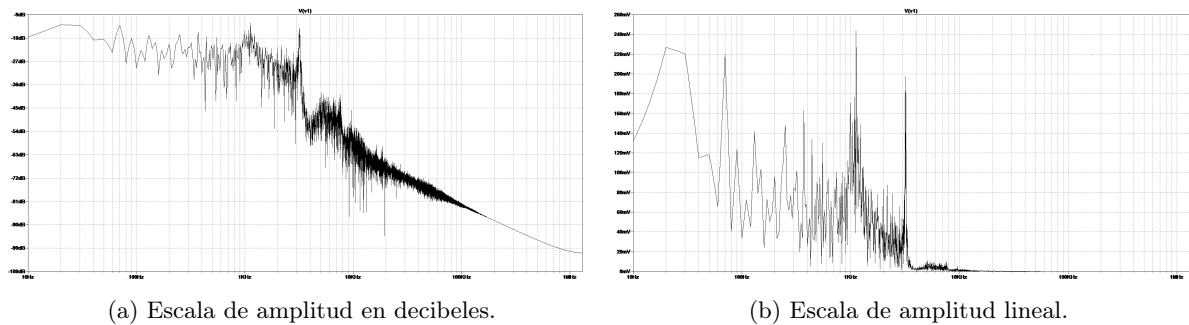 V(v1)
-9dB
-18dB
-27dB
-36dB
-45dB
-54dB
-63dB
-72dB
-81dB
-90dB
-99dB
-108dB
10Hz 100Hz 1KHz 10KHz 100KHz 1MHz
(a) Escala de amplitud en decibeles.
V(v1)
260mV
240mV
220mV
200mV
180mV
160mV
140mV
120mV
100mV
80mV
60mV
40mV
20mV
0mV
10Hz 100Hz 1KHz 10KHz 100KHz 1MHz
(b) Escala de amplitud lineal.